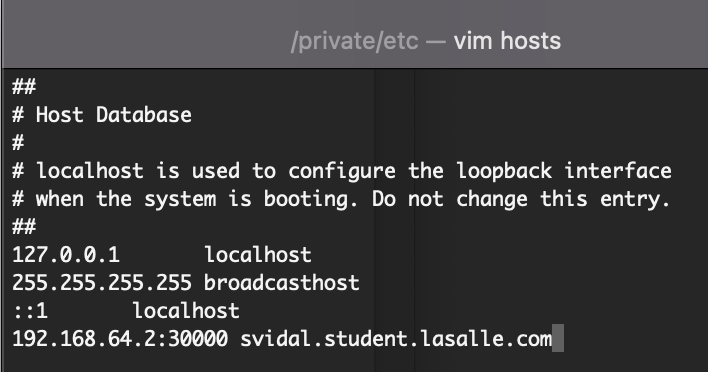 /private/etc — vim hosts
##
# Host Database
#
# localhost is used to configure the loopback interface
# when the system is booting. Do not change this entry.
##
127.0.0.1       localhost
255.255.255.255 broadcasthost
::1       localhost
192.168.64.2:30000 svidal.student.lasalle.com